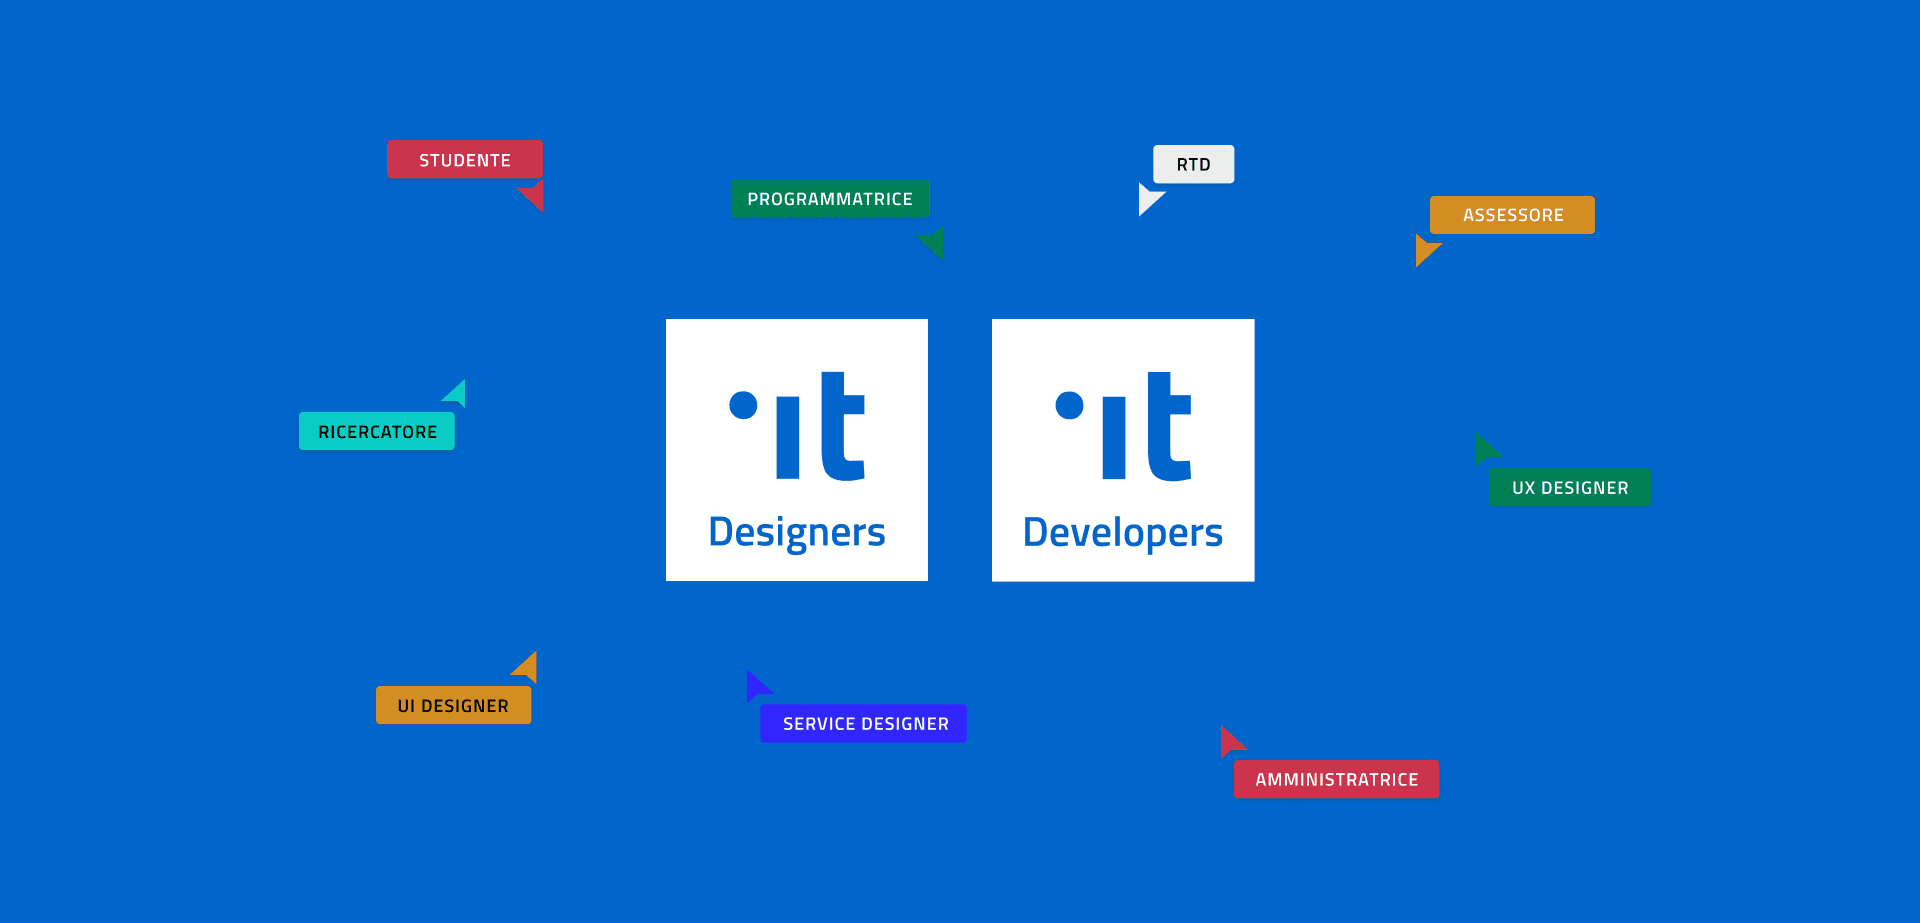 STUDENTE
PROGRAMMATRICE
RTD
ASSESSORE
it
Designers
it
Developers
RICERCATORE
UX DESIGNER
UI DESIGNER
SERVICE DESIGNER
AMMINISTRATRICE